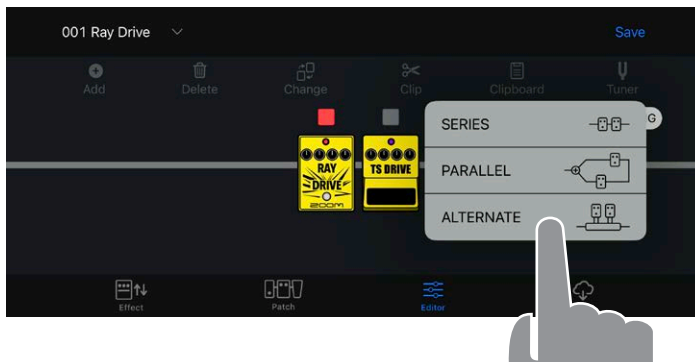 001 Ray Drive
Save
Add
Delete
Change
Clip
Clipboard
Tuner
G
RAY
DRIVE
ZOOM
TS DRIVE
SERIES
PARALLEL
ALTERNATE
Effect
Patch
Editor